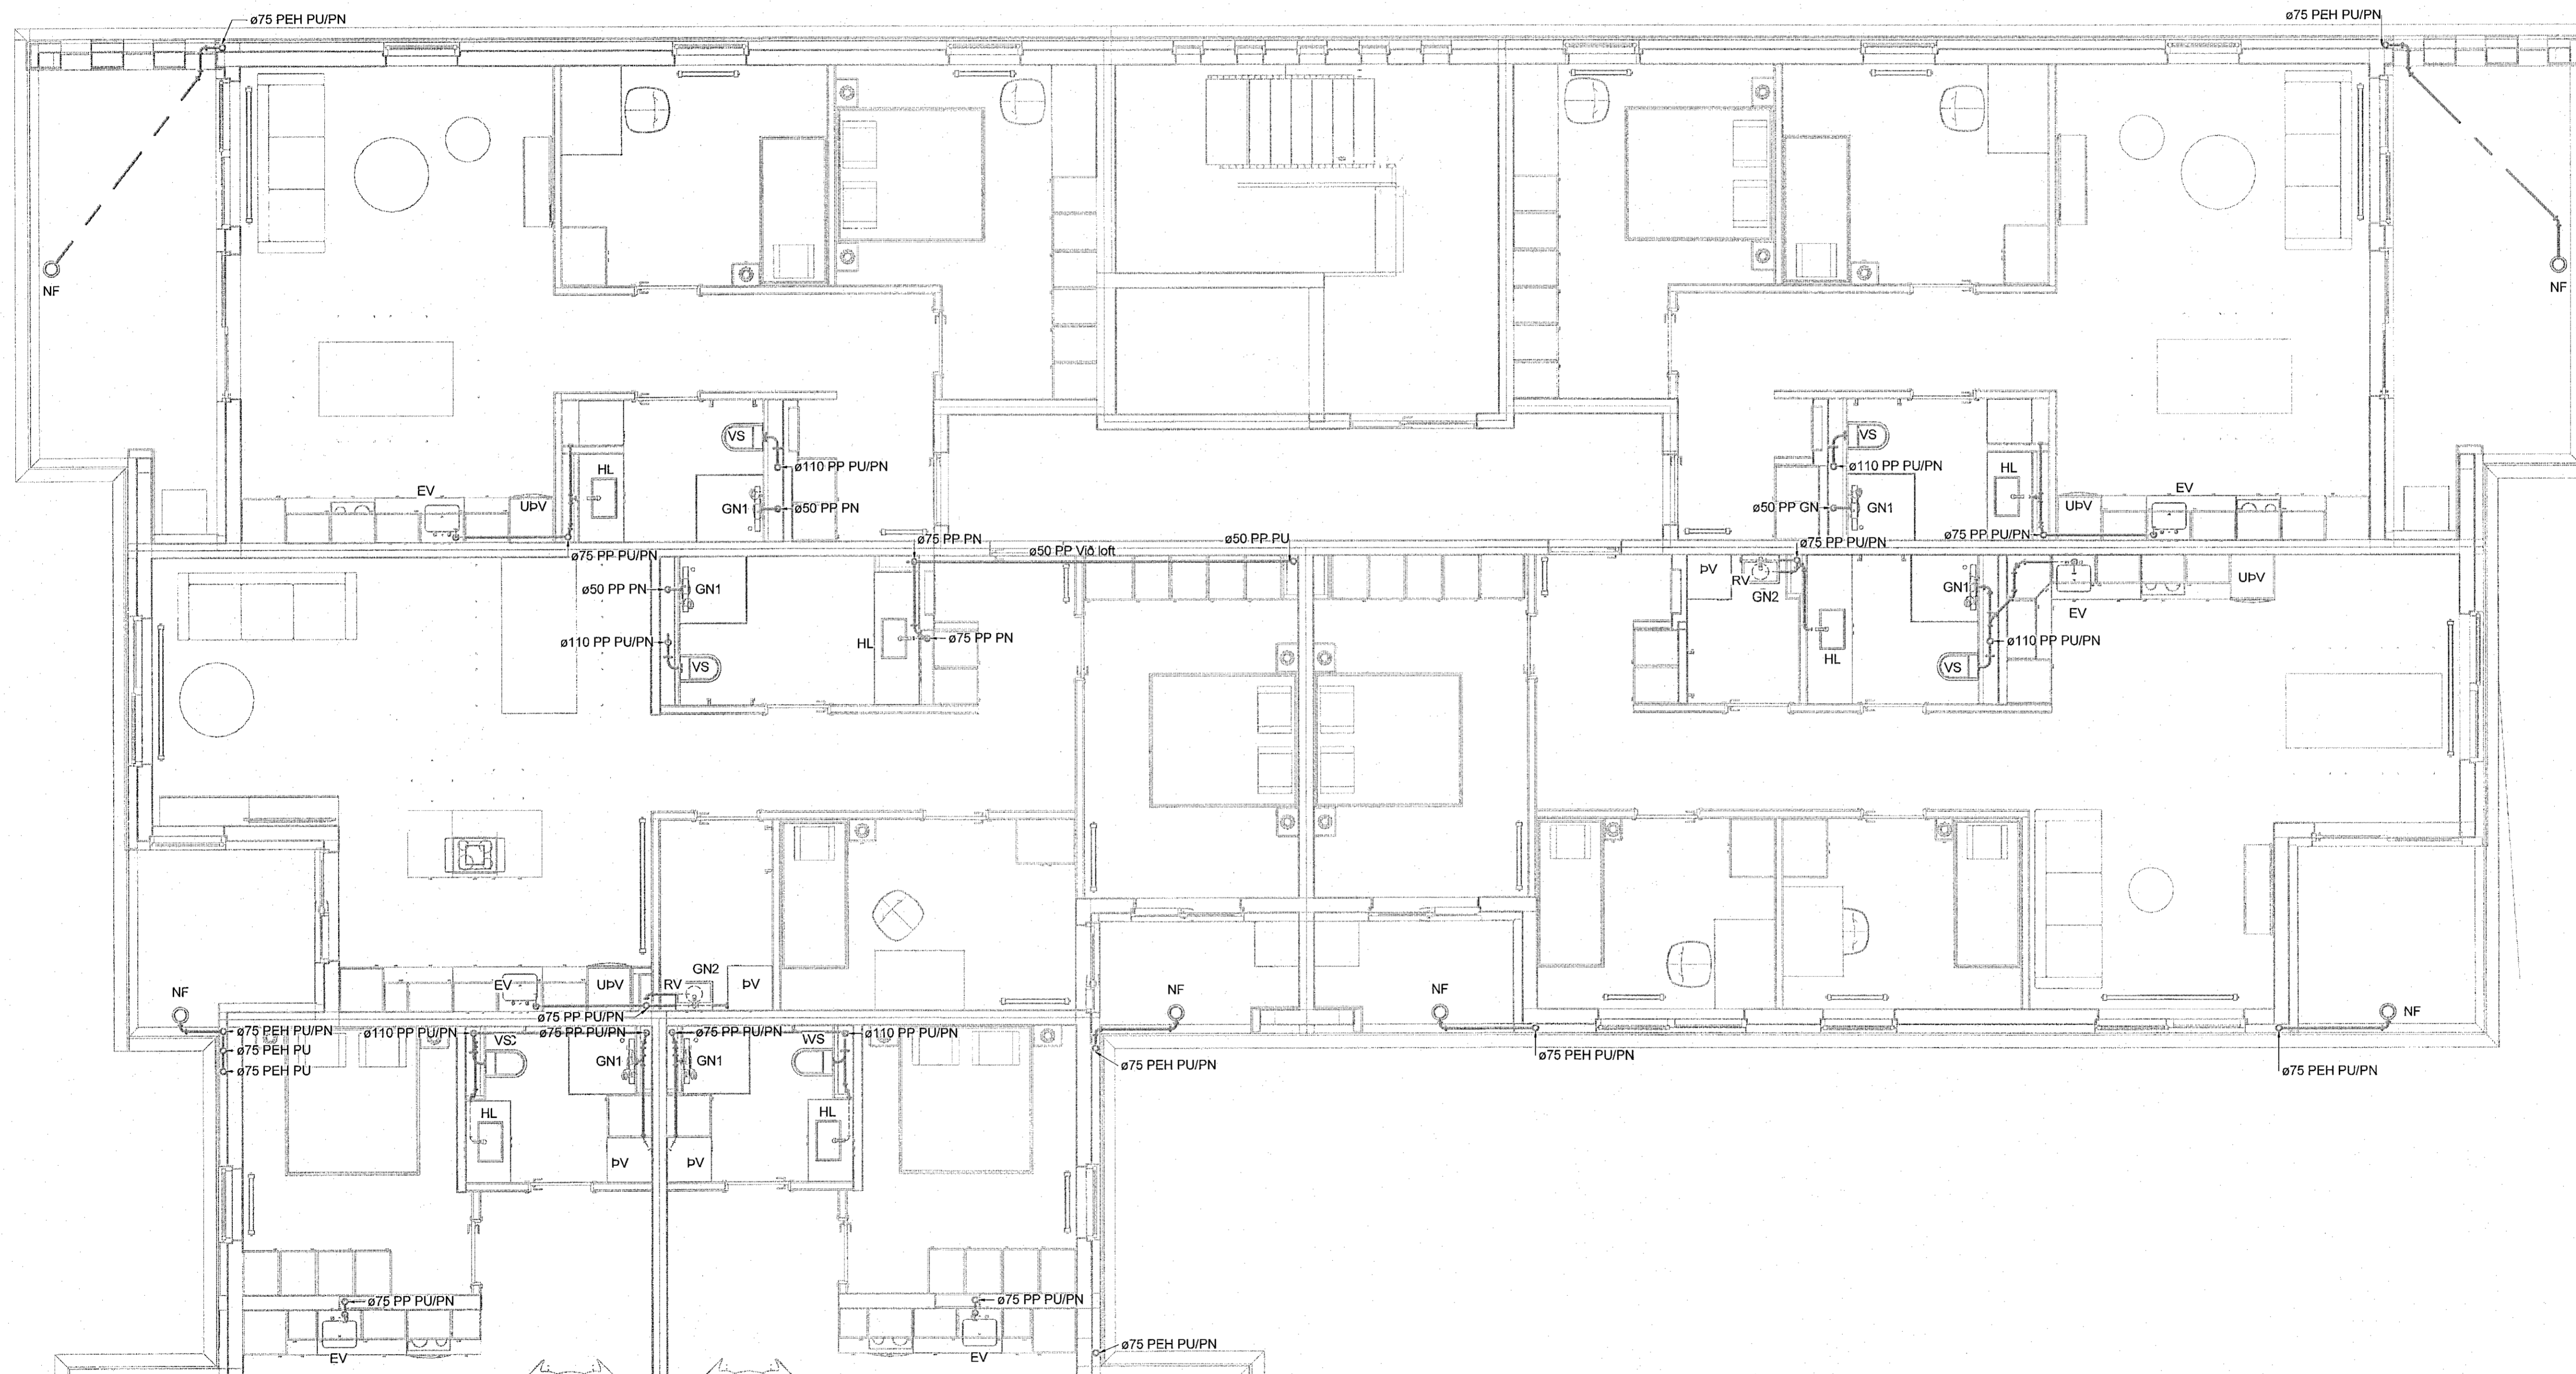 ø75 PEH PU/PN
ø75 PEH PU/PN
NF
NF
VS
ø110 PP PU/PN
HL
EV
UÞV
GN1
ø50 PP PN
ø75 PP PU/PN
VS
ø110 PP PU/PN
HL
ø50 PP GN
GN1
UÞV
EV
ø75 PP PU/PN
ø75 PP PN
ø50 PP Við loft
ø50 PP PU
ø75 PP PU/PN
ø50 PP PN
GN1
ø110 PP PU/PN
VS
HL
ø75 PP PN
ÞV
RV
GN2
HL
GN1
EV
UÞV
ø110 PP PU/PN
VS
NF
EV
UÞV
RV
GN2
ÞV
ø75 PP PU/PN
NF
NF
NF
ø75 PEH PU/PN
ø75 PEH PU
ø75 PEH PU
ø110 PP PU/PN
ø75 PP PU/PN
ø75 PP PU/PN
ø110 PP PU/PN
VS
GN1
GN1
VS
ø75 PEH PU/PN
ø75 PEH PU/PN
ø75 PEH PU/PN
HL
HL
ÞV
ÞV
ø75 PP PU/PN
ø75 PP PU/PN
EV
EV
ø75 PEH PU/PN